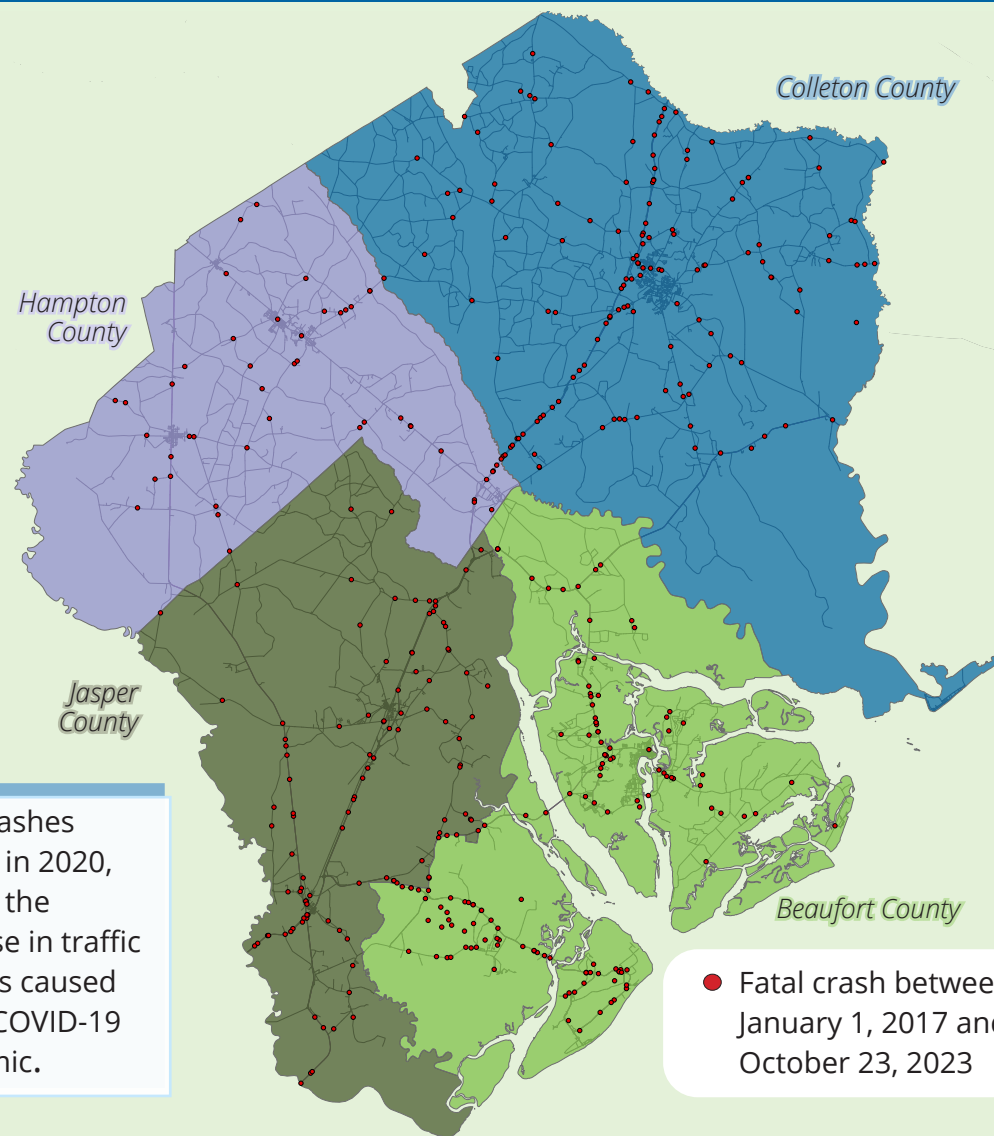 Colleton County
Hampton
County
Jasper
County
ashes
in 2020,
the
se in traffic
s caused
COVID-19
nic.
Beaufort County
Fatal crash betwee
January 1, 2017 and
October 23, 2023